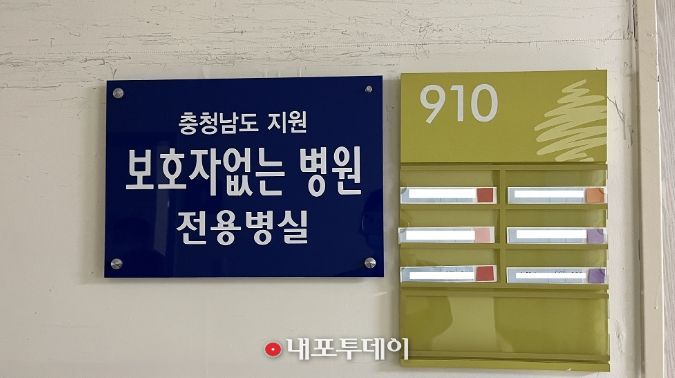 충청남도 지원
보호자없는 병원
전용병실
910
내포투데이